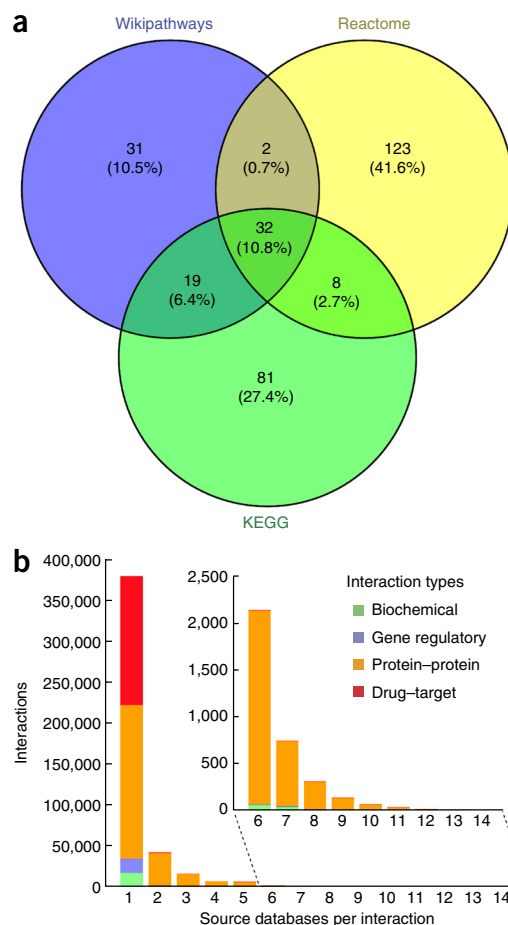 a
Wikipathways
Reactome
31
(10.5%)
2
(0.7%)
123
(41.6%)
32
(10.8%)
19
(6.4%)
8
(2.7%)
81
(27.4%)
KEGG
b
Interactions
400,000
350,000
300,000
250,000
200,000
150,000
100,000
50,000
0
1 2 3 4 5 6 7 8 9 10 11 12 13 14
Source databases per interaction
2,500
2,000
1,500
1,000
500
0
6 7 8 9 10 11 12 13 14
Interaction types
Biochemical
Gene regulatory
Protein–protein
Drug–target